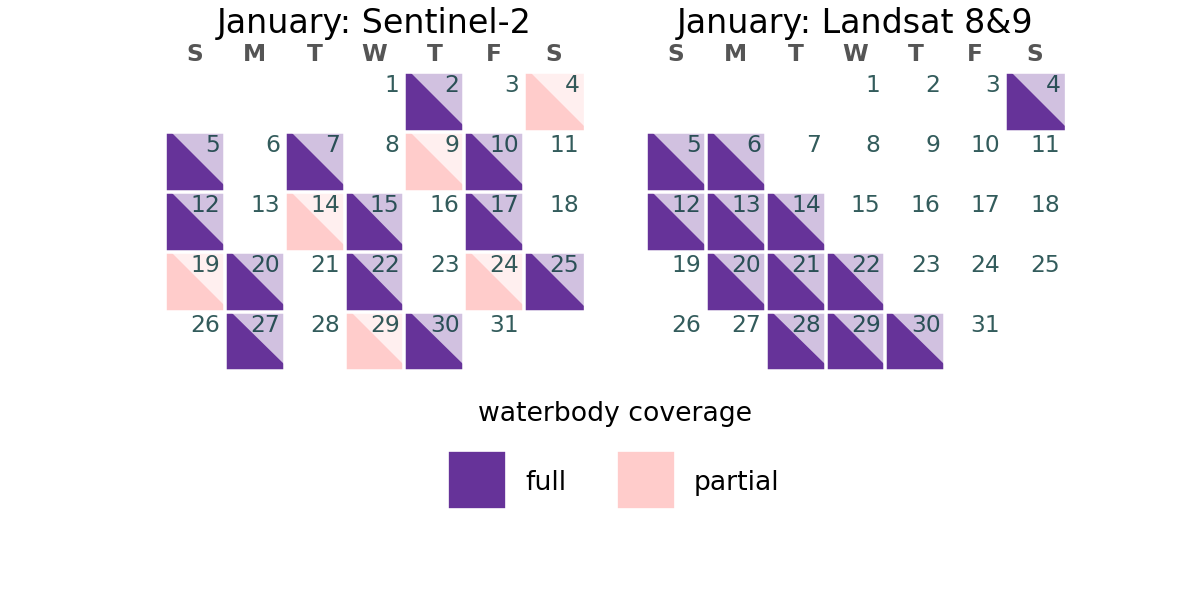 January: Sentinel-2
S M T W T F S
1 2 3 4
5 6 7 8 9 10 11
12 13 14 15 16 17 18
19 20 21 22 23 24 25
26 27 28 29 30 31
January: Landsat 8&9
S M T W T F S
1 2 3 4
5 6 7 8 9 10 11
12 13 14 15 16 17 18
19 20 21 22 23 24 25
26 27 28 29 30 31
waterbody coverage
full partial